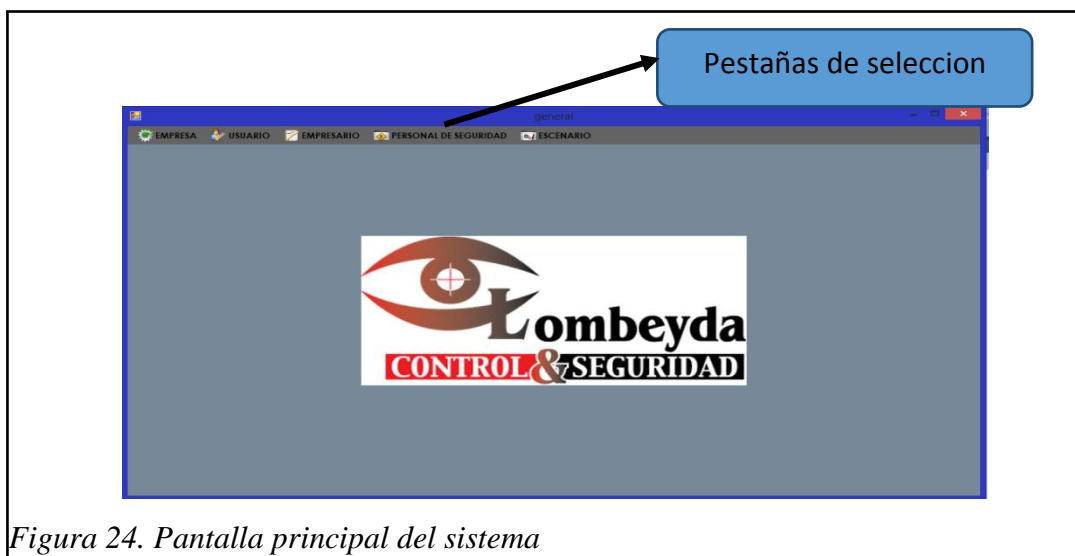 Pestañas de seleccion
general
EMPRESA USUARIO EMPRESARIO PERSONAL DE SEGURIDAD ESCENARIO
Lombeyda
CONTROL & SEGURIDAD
Figura 24. Pantalla principal del sistema